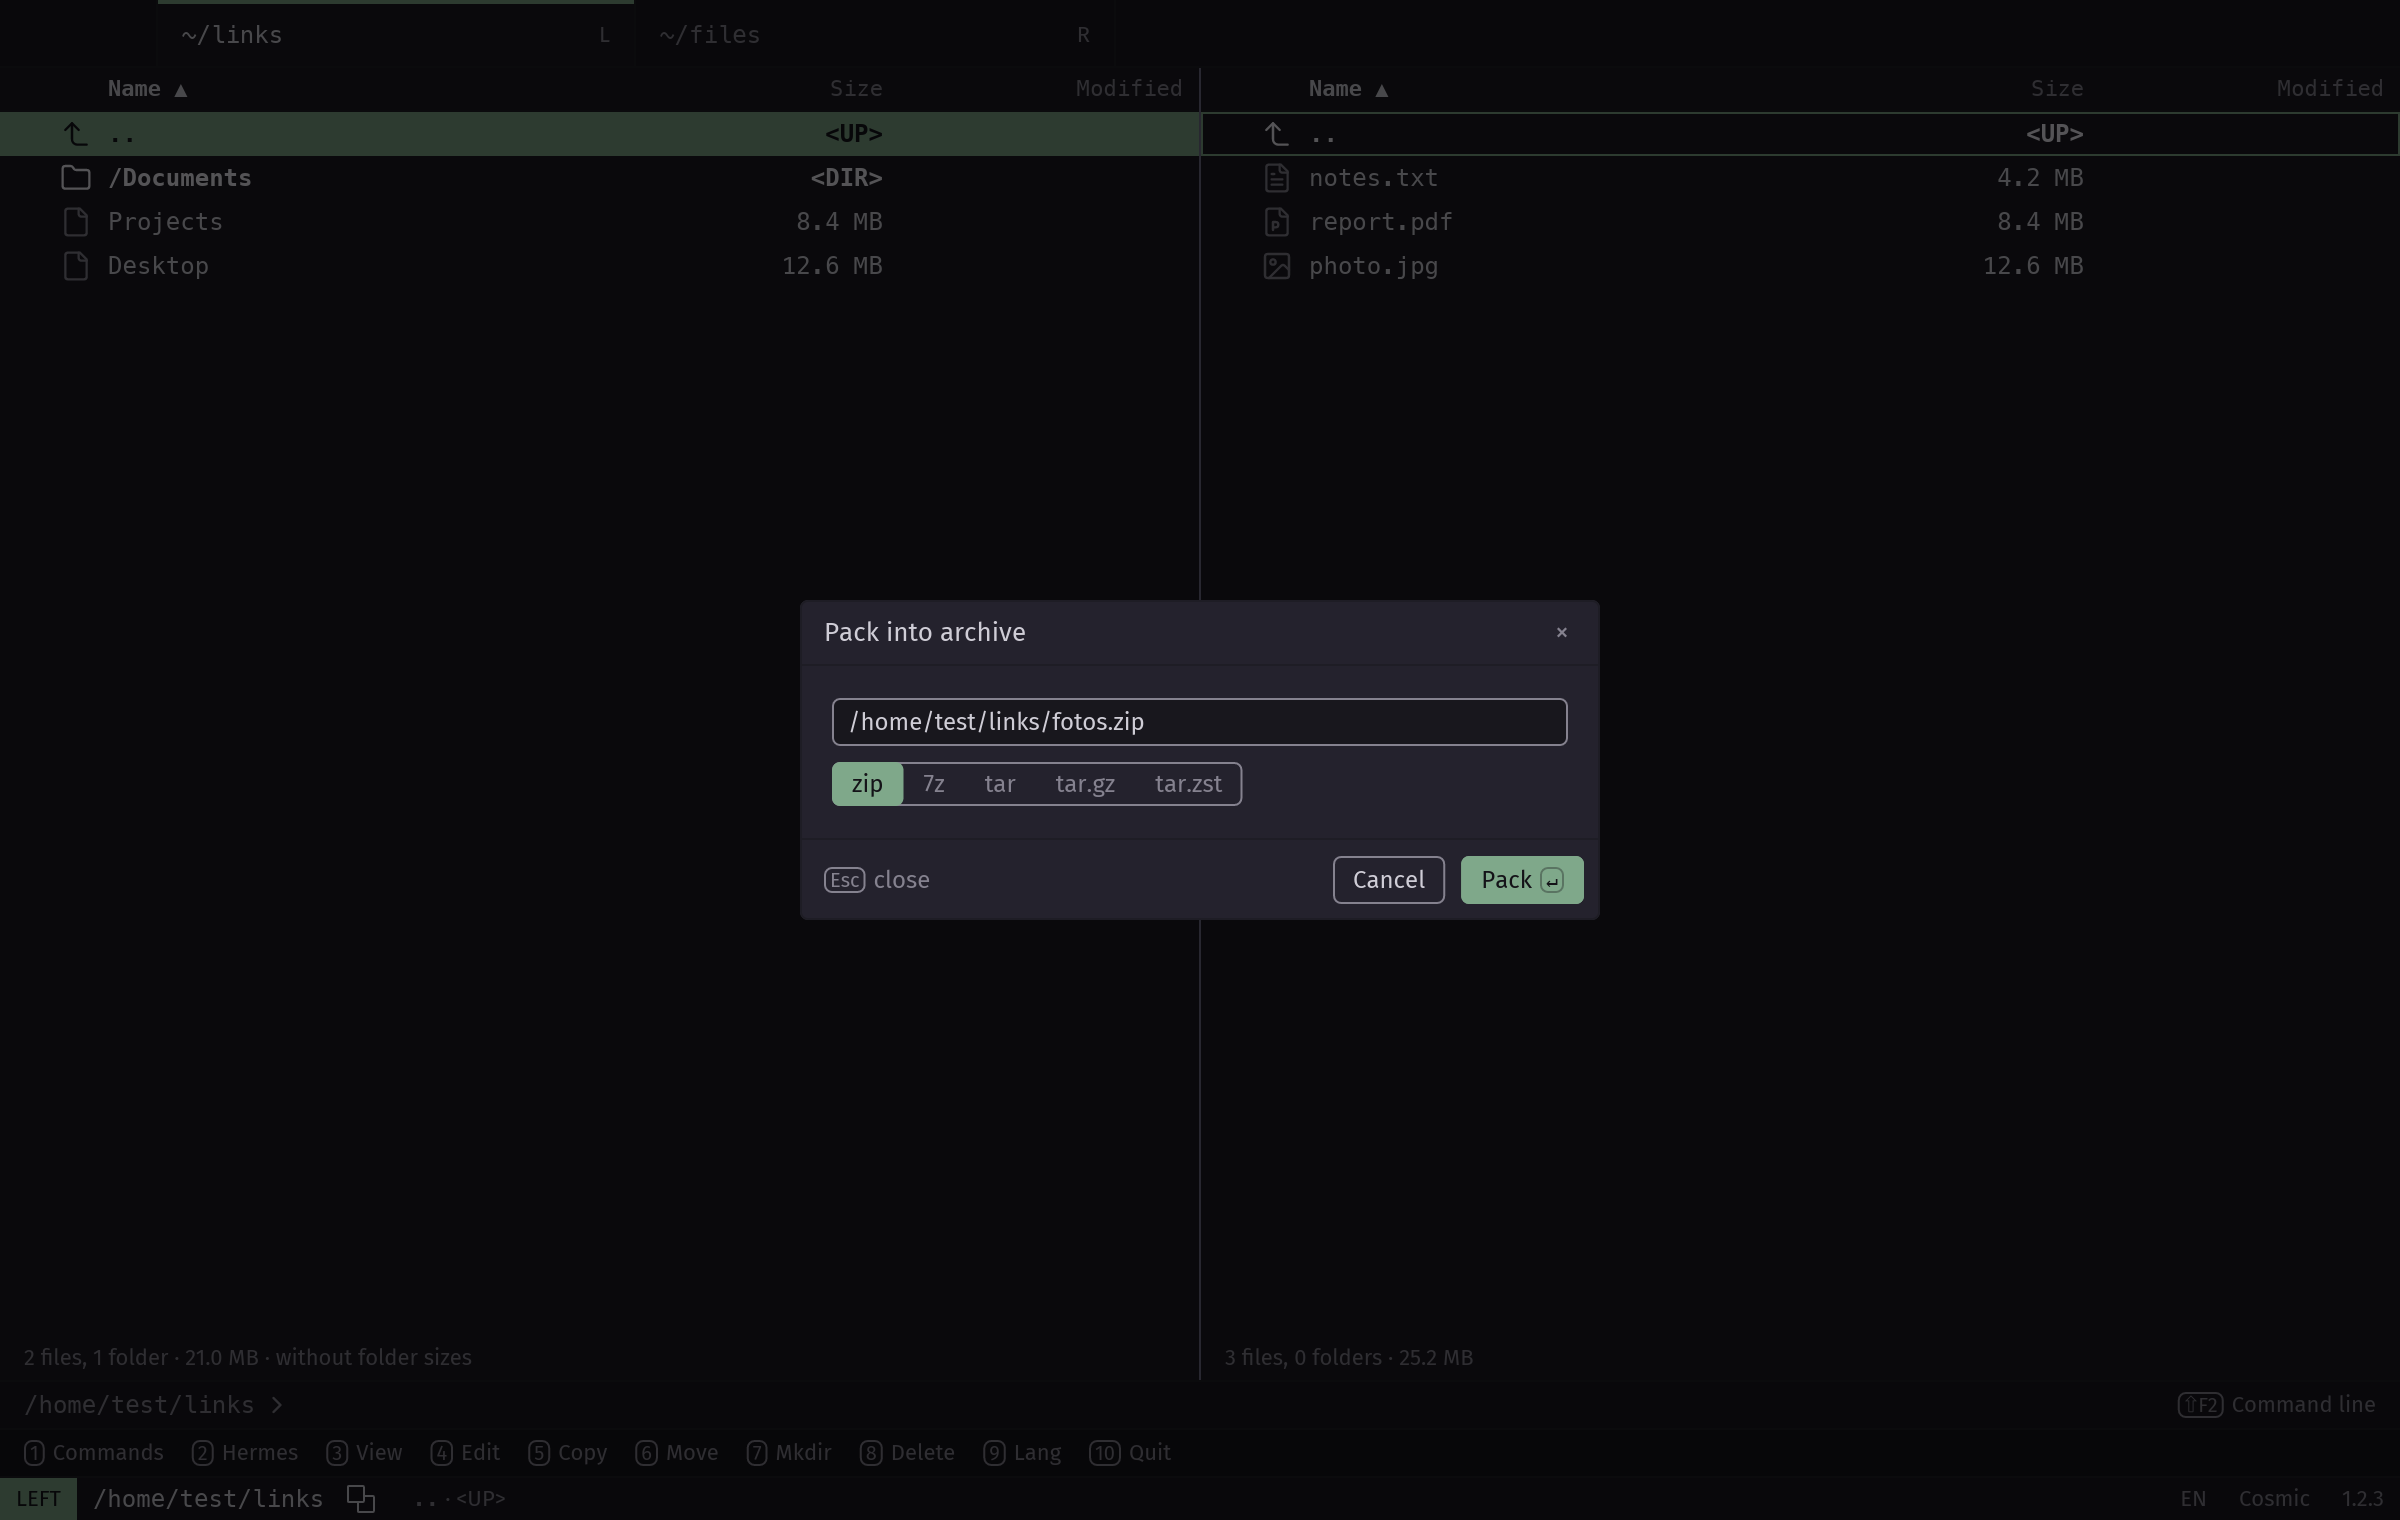 ~/links L ~/files R
Name ▲ Size Modified Name ▲ Size Modified
.. <UP> .. <UP>
/Documents <DIR> notes.txt 4.2 MB
Projects 8.4 MB report.pdf 8.4 MB
Desktop 12.6 MB photo.jpg 12.6 MB
Pack into archive ×
/home/test/links/fotos.zip
zip 7z tar tar.gz tar.zst
Esc close Cancel Pack ↵
2 files, 1 folder · 21.0 MB · without folder sizes 3 files, 0 folders · 25.2 MB
/home/test/links > ⇧F2 Command line
1 Commands 2 Hermes 3 View 4 Edit 5 Copy 6 Move 7 Mkdir 8 Delete 9 Lang 10 Quit
LEFT /home/test/links .. · <UP> EN Cosmic 1.2.3